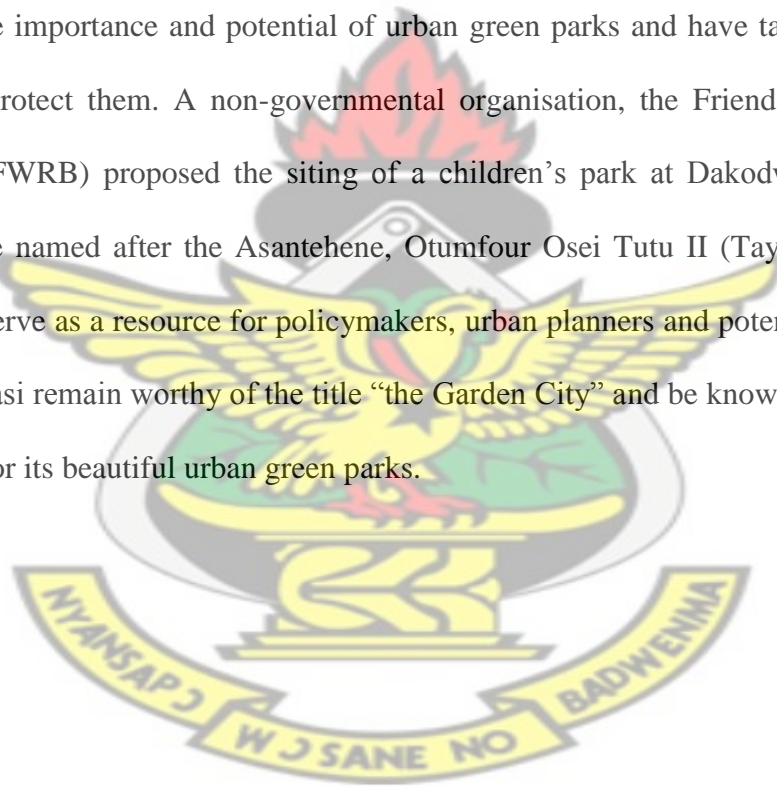 importance and potential of urban green parks and have
rotect them. A non-governmental organisation, the Friend
FWRB) proposed the siting of a children’s park at
named after the Asantehene, Otumfour Osei Tutu II (Tay
erve as a resource for policymakers, urban planners and poten
asi remain worthy of the title “the Garden City” and be know
or its beautiful urban green parks.
NYANSAPƆ
WƆSANE NO
BADWENMA